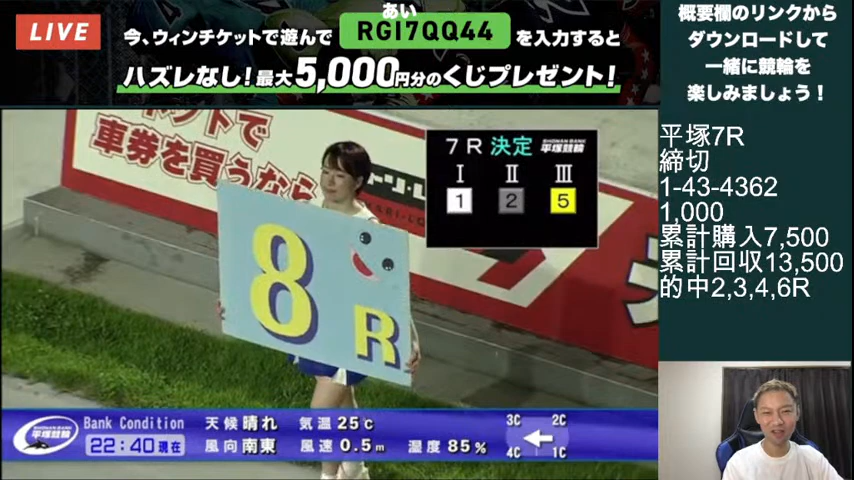 LIVE
あい
今、ウィンチケットで遊んで RGI7QQ44 を入力すると
ハズレなし!最大5,000円分のくじプレゼント!
概要欄のリンクから
ダウンロードして
一緒に競輪を
楽しみましょう!
平塚7R
締切
1-43-4362
1,000
累計購入7,500
累計回収13,500
的中2,3,4,6R
車券を買うなら
7R 決定 平塚競輪
I II III
1 2 5
8R
平塚競輪
Bank Condition
22:40現在
天候 晴れ 気温 25℃
風向 南東 風速 0.5m 湿度 85%
3C 2C
4C 1C